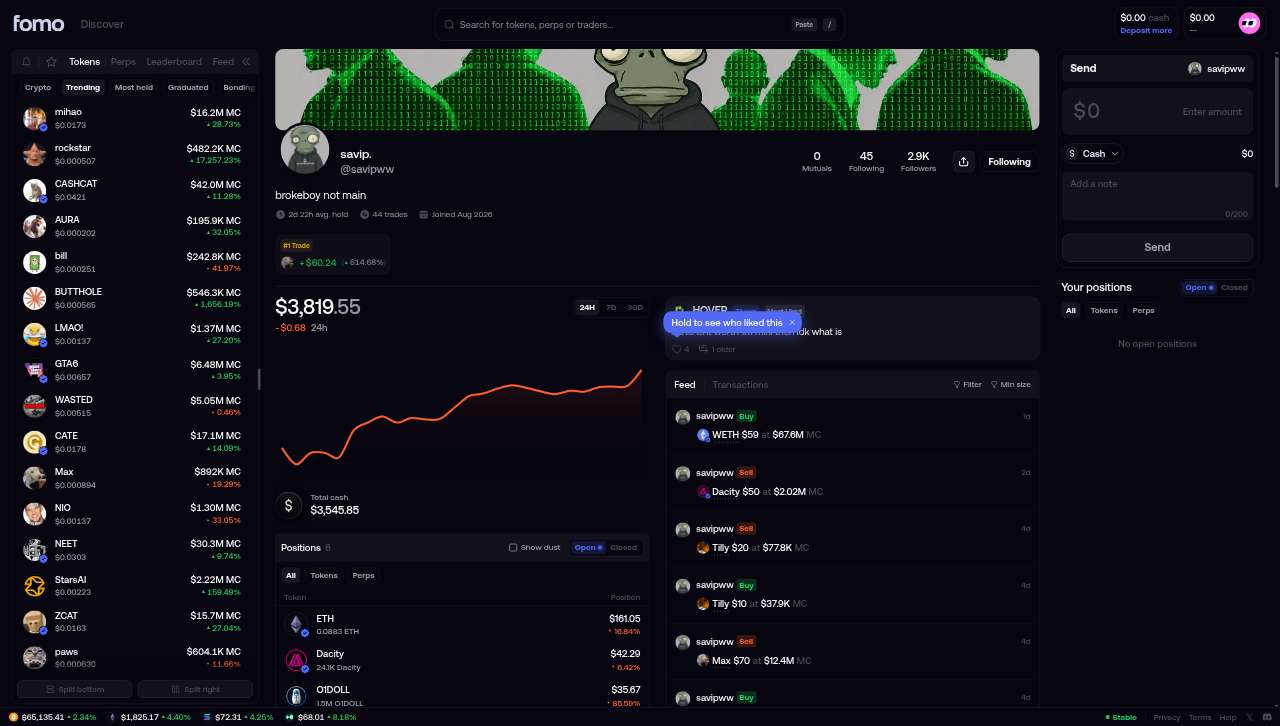 fomo Discover
Search for tokens, perps or traders... Paste /
$0.00 cash
Deposit more
$0.00
—
Tokens Perps Leaderboard Feed
Crypto Trending Most held Graduated Bonding
mihao $16.2M MC
$0.0173 28.73%
rockstar $482.2K MC
$0.000507 17,257.23%
CASHCAT $42.0M MC
$0.0421 11.28%
AURA $195.9K MC
$0.000202 32.05%
bill $242.8K MC
$0.000251 41.97%
BUTTHOLE $546.3K MC
$0.000565 1,656.19%
LMAO! $1.37M MC
$0.00137 27.20%
GTA6 $6.48M MC
$0.00657 3.95%
WASTED $5.05M MC
$0.00515 0.46%
CATE $17.1M MC
$0.0178 14.09%
Max $892K MC
$0.000894 19.29%
NIO $1.30M MC
$0.00137 33.05%
NEET $30.3M MC
$0.0303 9.74%
StarsAI $2.22M MC
$0.00223 159.49%
ZCAT $15.7M MC
$0.0163 27.04%
paws $604.1K MC
$0.000630 11.66%
Split bottom Split right
savip.
@savipww
0 Mutuals
45 Following
2.9K Followers
Following
brokeboy not main
2d 22h avg. hold 44 trades Joined Aug 2026
#1 Trade
+$60.24 614.68%
$3,819.55
24H 7D 30D
-$0.68 24h
Total cash
$3,545.85
Positions 6 Show dust Open Closed
All Tokens Perps
Token Position
ETH $161.05
0.0883 ETH 16.84%
Dacity $42.29
24.1K Dacity 6.42%
O1DOLL $35.67
1.5M O1DOLL 85.59%
HOVER
Hold to see who liked this ×
idk what is
4 1 older
Feed Transactions Filter Min size
savipww Buy 1d
WETH $59 at $67.6M MC
savipww Sell 2d
Dacity $50 at $2.02M MC
savipww Sell 4d
Tilly $20 at $77.8K MC
savipww Buy 4d
Tilly $10 at $37.9K MC
savipww Sell 4d
Max $70 at $12.4M MC
savipww Buy 4d
Send savipww
$0 Enter amount
$ Cash $0
Add a note
0/200
Send
Your positions Open Closed
All Tokens Perps
No open positions
$65,135.41 2.34% $1,825.17 4.40% $72.31 4.25% $68.01 8.18%
Stable Privacy Terms Help